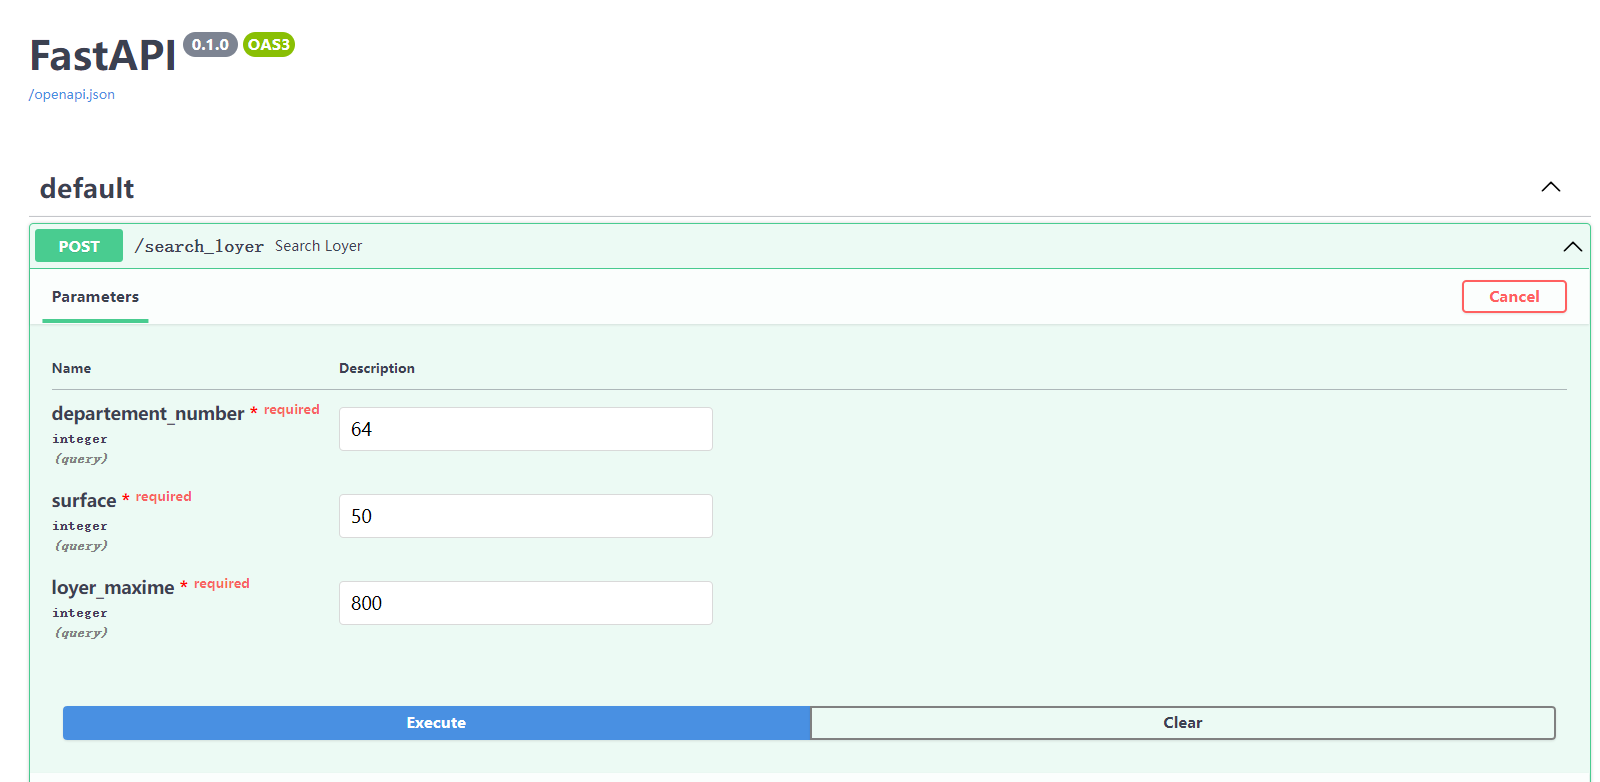 FastAPI 0.1.0 OAS3
/openapi.json
default
POST /search_loyer Search Loyer
Parameters
Cancel
Name Description
departement_number * required
integer
(query)
64
surface * required
integer
(query)
50
loyer_maxime * required
integer
(query)
800
Execute Clear